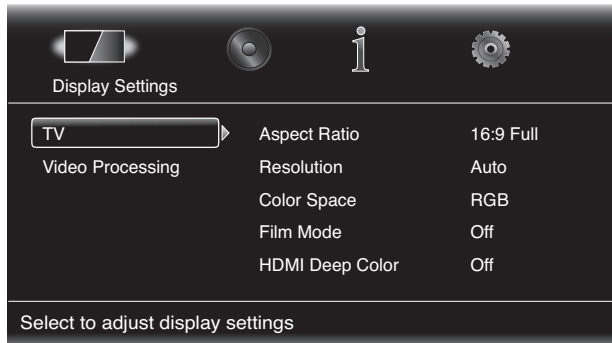 Display Settings
TV
Aspect Ratio 16:9 Full
Video Processing
Resolution Auto
Color Space RGB
Film Mode Off
HDMI Deep Color Off
Select to adjust display settings